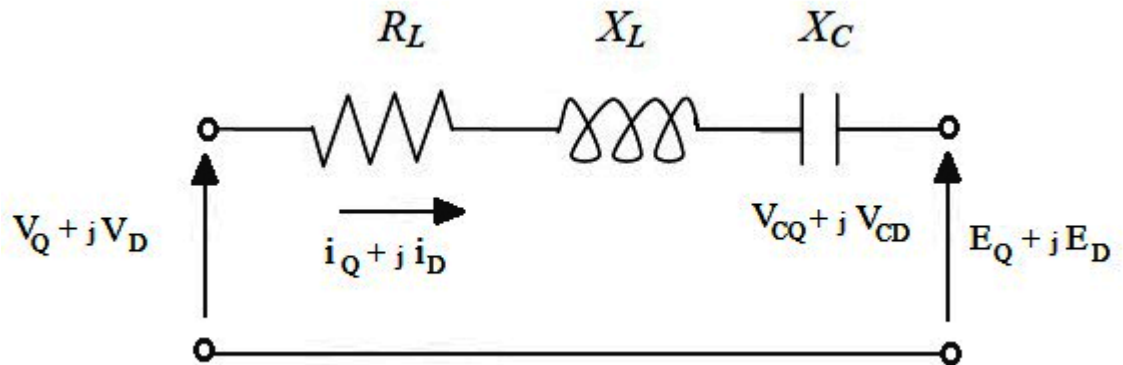 R_L X_L X_C
V_Q + j V_D
i_Q + j i_D
V_CQ + j V_CD
E_Q + j E_D